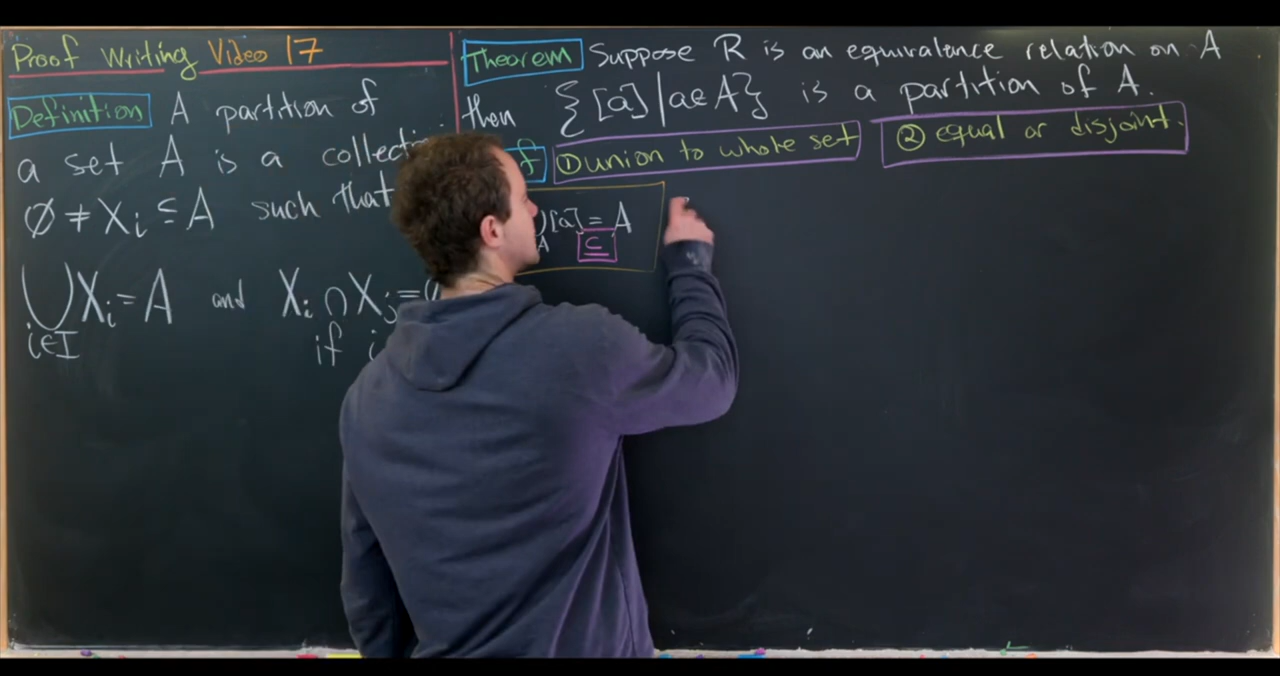 Proof Writing Video 17
Definition A partition of
a set A is a
∅ ≠ Xᵢ ⊆ A such that
⋃ Xᵢ = A and Xᵢ ∩ Xⱼ =
i∈I if
Theorem Suppose R is an equivalence relation on A
then {[a] | a∈A} is a partition of A.
① union to whole set ② equal or disjoint.
[a] = A
A ⊆